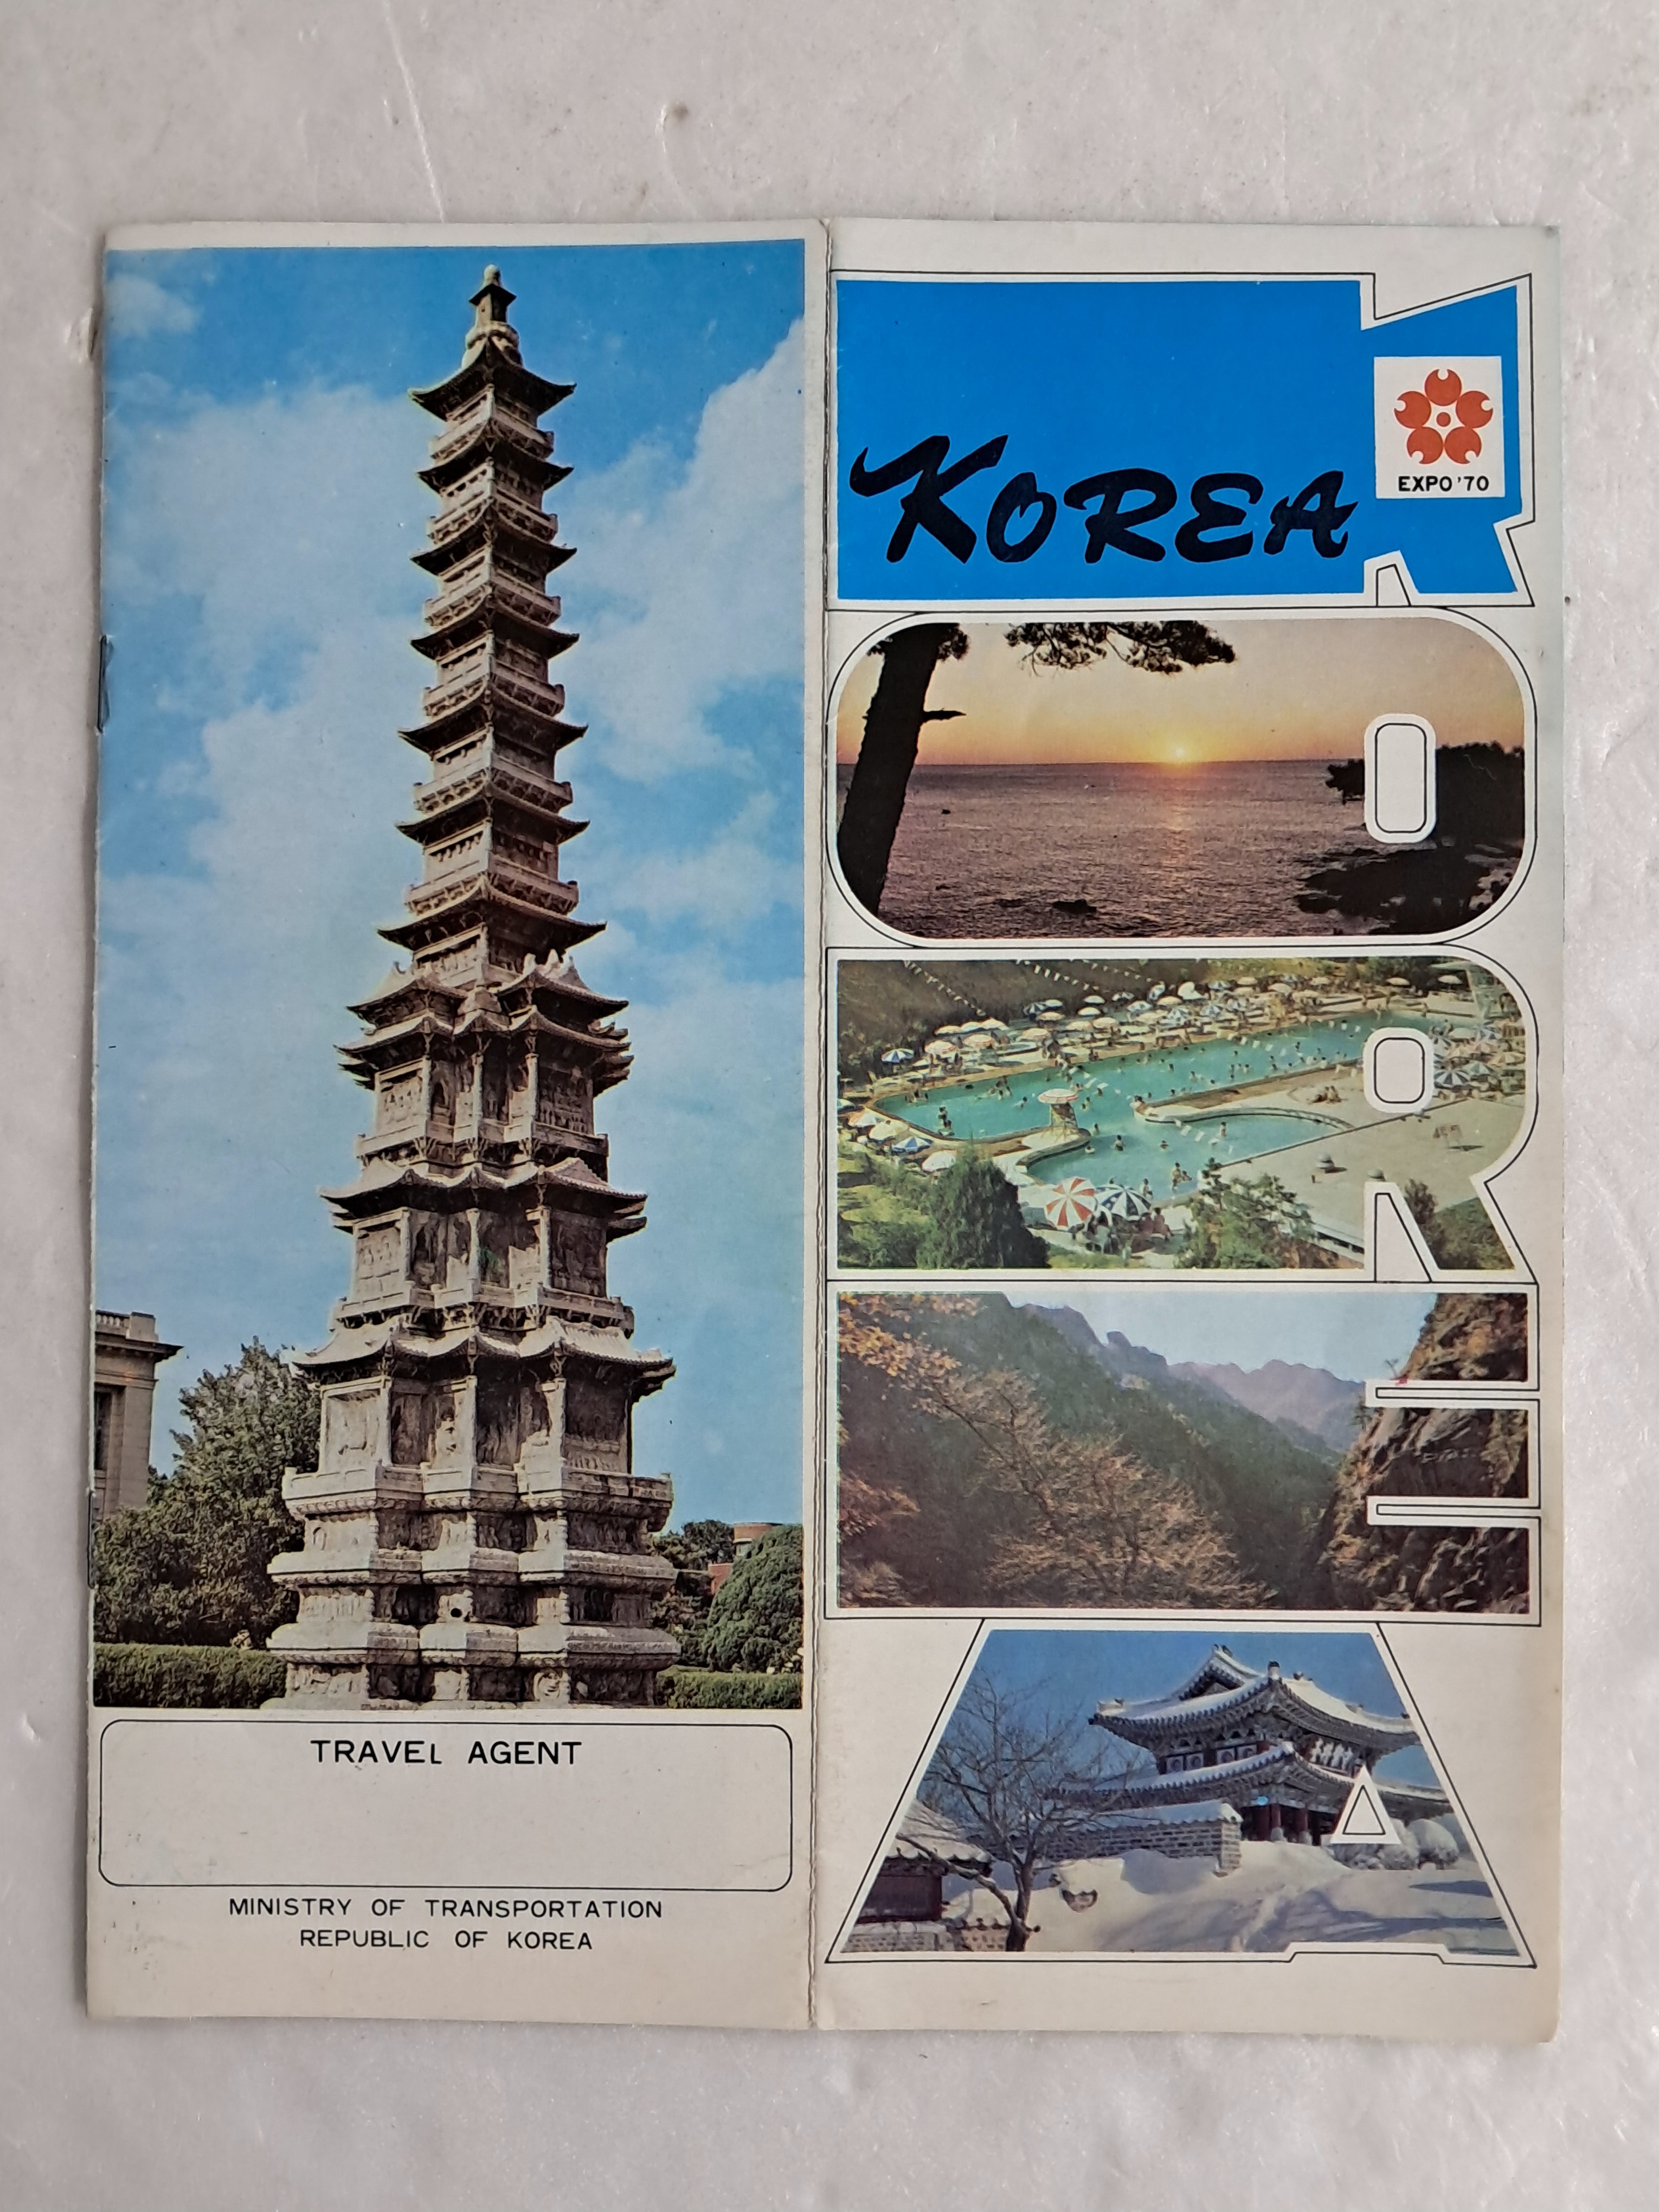 TRAVEL AGENT
MINISTRY OF TRANSPORTATION
REPUBLIC OF KOREA
KOREA
EXPO'70
K
O
R
E
A